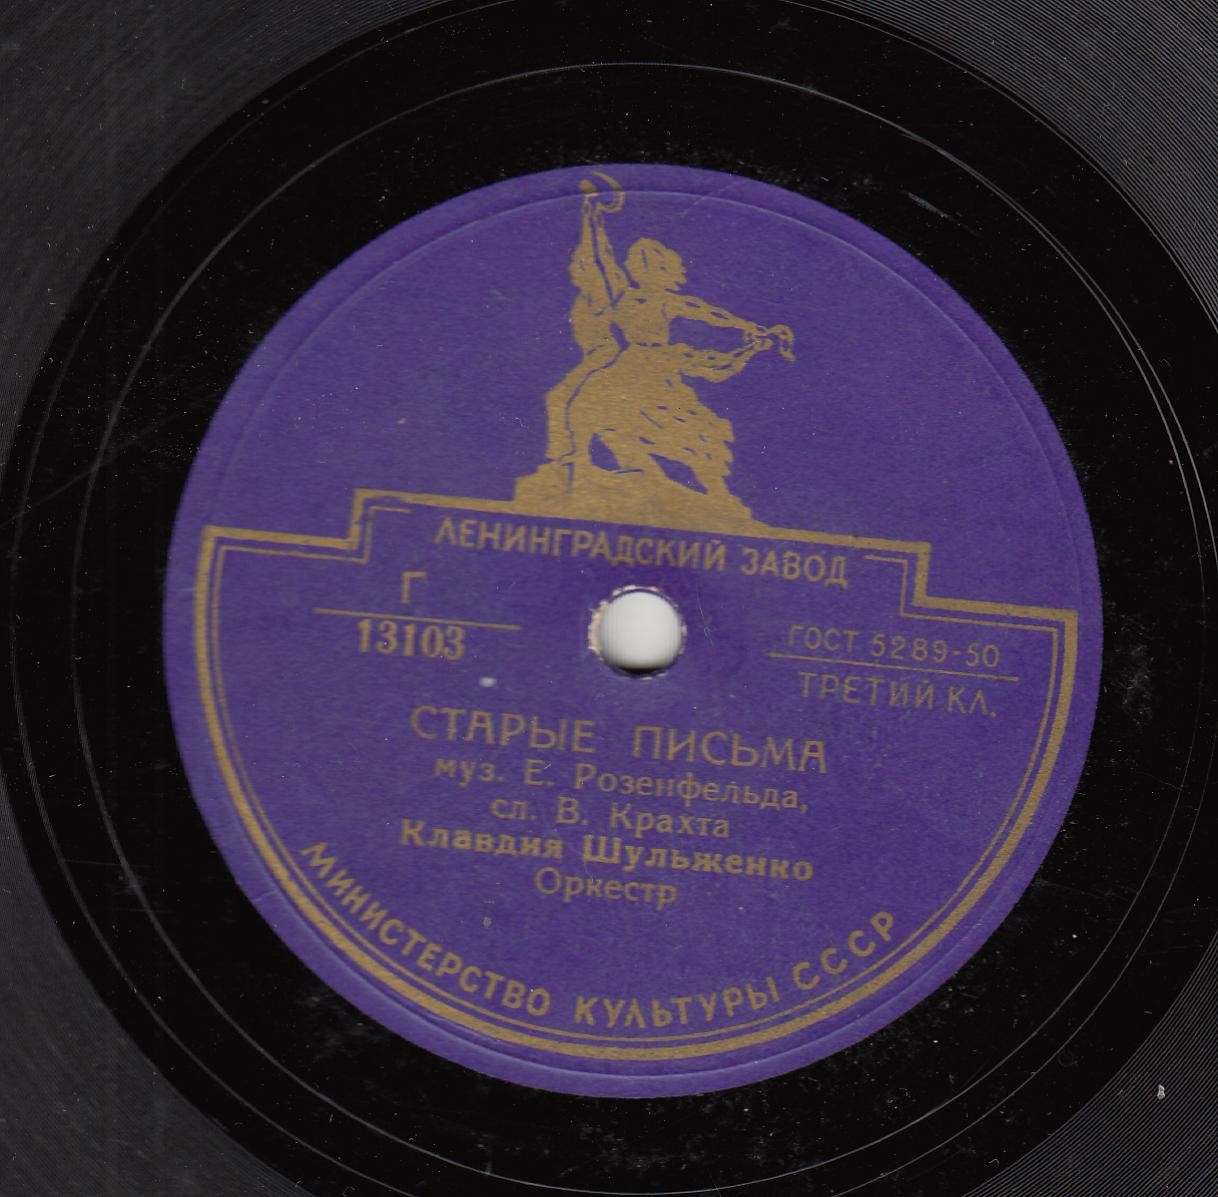 ЛЕНИНГРАДСКИЙ ЗАВОД
Г
13103
ГОСТ 5289-50
ТРЕТИЙ КЛ.
СТАРЫЕ ПИСЬМА
муз. Е. Розенфельда,
сл. В. Крахта
Клавдия Шульженко
Оркестр
МИНИСТЕРСТВО КУЛЬТУРЫ СССР